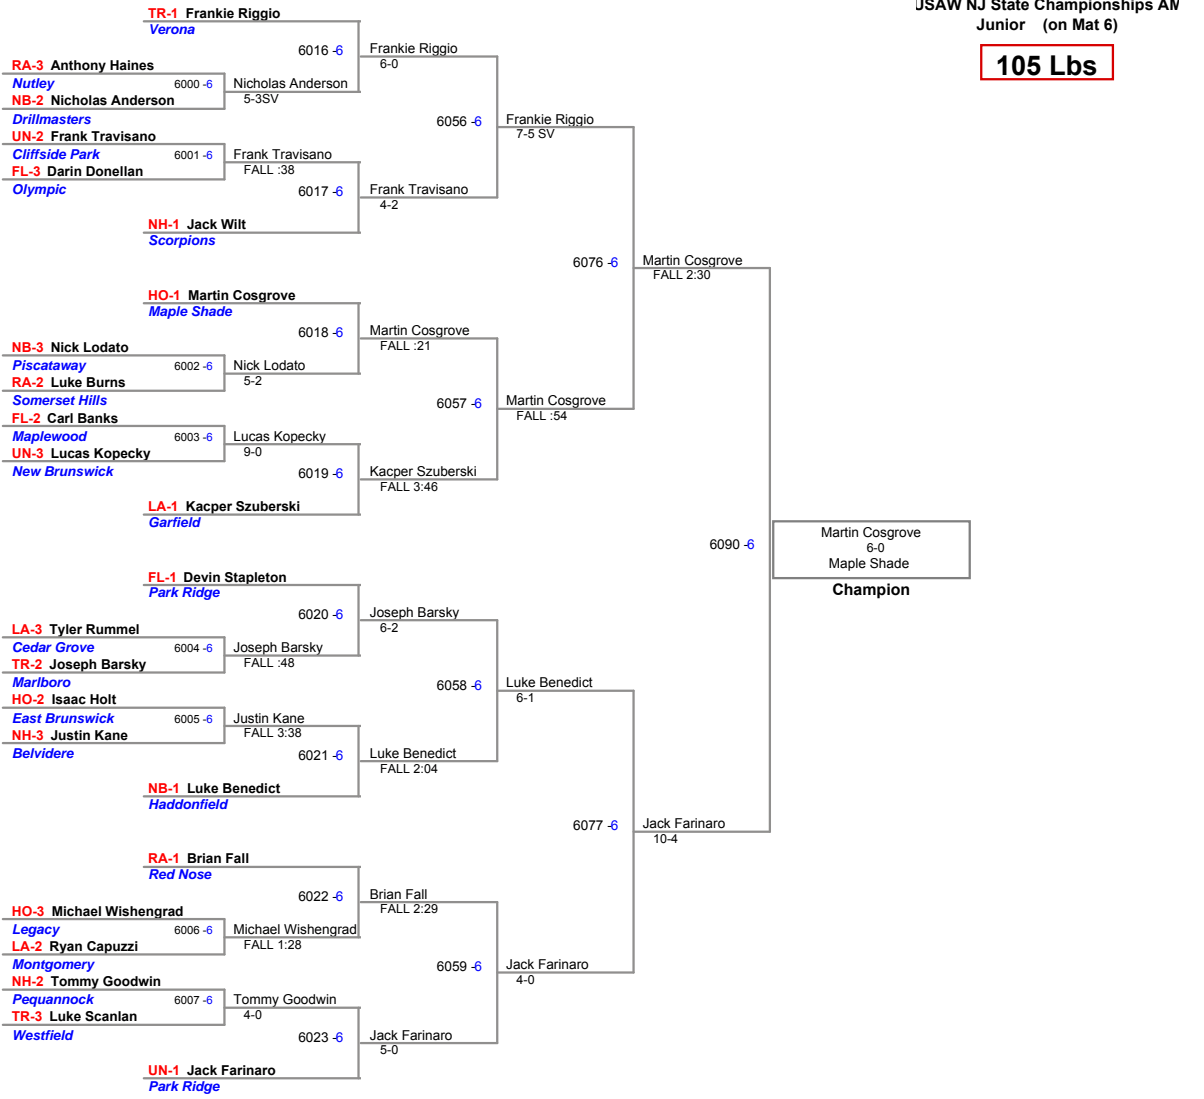 USAW NJ State Championships AM
Junior (on Mat 6)
105 Lbs
TR-1 Frankie Riggio
Verona
6016 -6
Frankie Riggio
6-0
RA-3 Anthony Haines
Nutley
6000 -6
Nicholas Anderson
5-3SV
NB-2 Nicholas Anderson
Drillmasters
6056 -6
Frankie Riggio
7-5 SV
UN-2 Frank Travisano
Cliffside Park
6001 -6
Frank Travisano
FALL :38
FL-3 Darin Donellan
Olympic
6017 -6
Frank Travisano
4-2
NH-1 Jack Wilt
Scorpions
6076 -6
Martin Cosgrove
FALL 2:30
HO-1 Martin Cosgrove
Maple Shade
6018 -6
Martin Cosgrove
FALL :21
NB-3 Nick Lodato
Piscataway
6002 -6
Nick Lodato
5-2
RA-2 Luke Burns
Somerset Hills
6057 -6
Martin Cosgrove
FALL :54
FL-2 Carl Banks
Maplewood
6003 -6
Lucas Kopecky
9-0
UN-3 Lucas Kopecky
New Brunswick
6019 -6
Kacper Szuberski
FALL 3:46
LA-1 Kacper Szuberski
Garfield
6090 -6
Martin Cosgrove
6-0
Maple Shade
Champion
FL-1 Devin Stapleton
Park Ridge
6020 -6
Joseph Barsky
6-2
LA-3 Tyler Rummel
Cedar Grove
6004 -6
Joseph Barsky
FALL :48
TR-2 Joseph Barsky
Marlboro
6058 -6
Luke Benedict
6-1
HO-2 Isaac Holt
East Brunswick
6005 -6
Justin Kane
FALL 3:38
NH-3 Justin Kane
Belvidere
6021 -6
Luke Benedict
FALL 2:04
NB-1 Luke Benedict
Haddonfield
6077 -6
Jack Farinaro
10-4
RA-1 Brian Fall
Red Nose
6022 -6
Brian Fall
FALL 2:29
HO-3 Michael Wishengrad
Legacy
6006 -6
Michael Wishengrad
FALL 1:28
LA-2 Ryan Capuzzi
Montgomery
6059 -6
Jack Farinaro
4-0
NH-2 Tommy Goodwin
Pequannock
6007 -6
Tommy Goodwin
4-0
TR-3 Luke Scanlan
Westfield
6023 -6
Jack Farinaro
5-0
UN-1 Jack Farinaro
Park Ridge